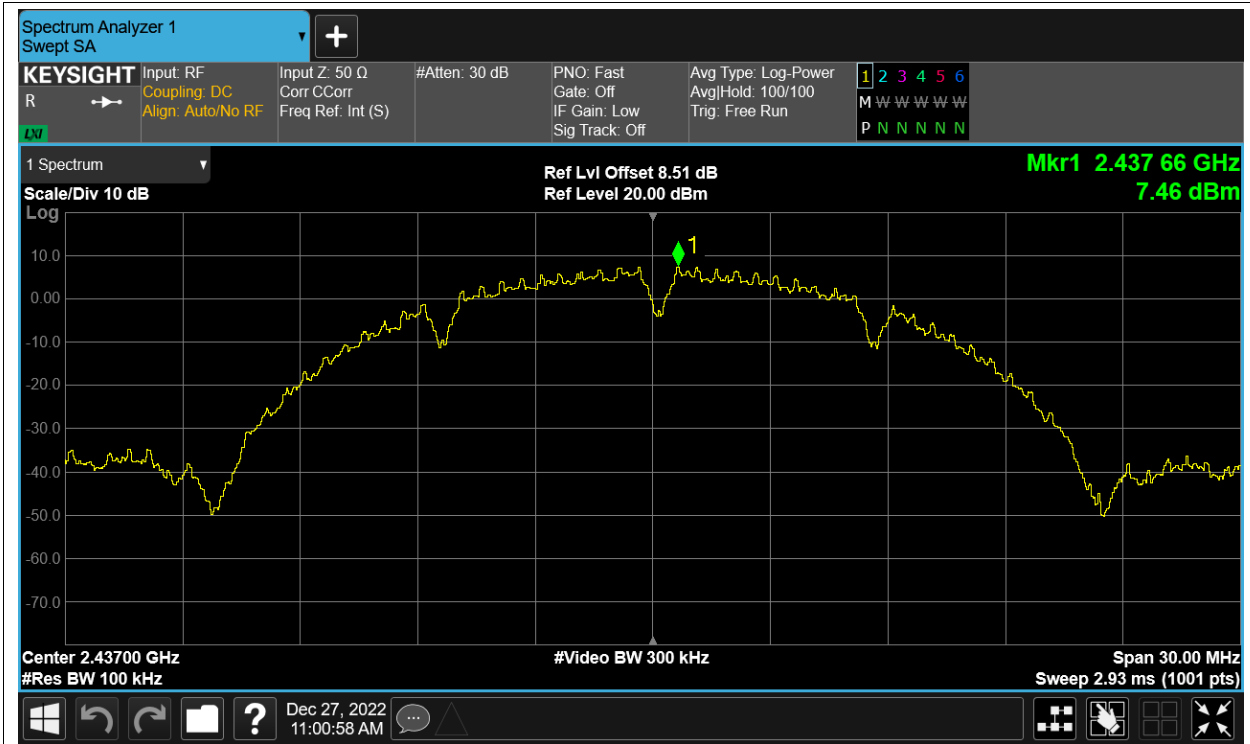 Spectrum Analyzer 1
Swept SA
KEYSIGHT
R
LXI
Input: RF
Coupling: DC
Align: Auto/No RF
Input Z: 50 Ω
Corr CCorr
Freq Ref: Int (S)
#Atten: 30 dB
PNO: Fast
Gate: Off
IF Gain: Low
Sig Track: Off
Avg Type: Log-Power
Avg|Hold: 100/100
Trig: Free Run
1 2 3 4 5 6
M W W W W W
P N N N N N
1 Spectrum
Scale/Div 10 dB
Log
Ref Lvl Offset 8.51 dB
Ref Level 20.00 dBm
Mkr1 2.437 66 GHz
7.46 dBm
1
10.0
0.00
-10.0
-20.0
-30.0
-40.0
-50.0
-60.0
-70.0
Center 2.43700 GHz
#Res BW 100 kHz
#Video BW 300 kHz
Span 30.00 MHz
Sweep 2.93 ms (1001 pts)
?
Dec 27, 2022
11:00:58 AM